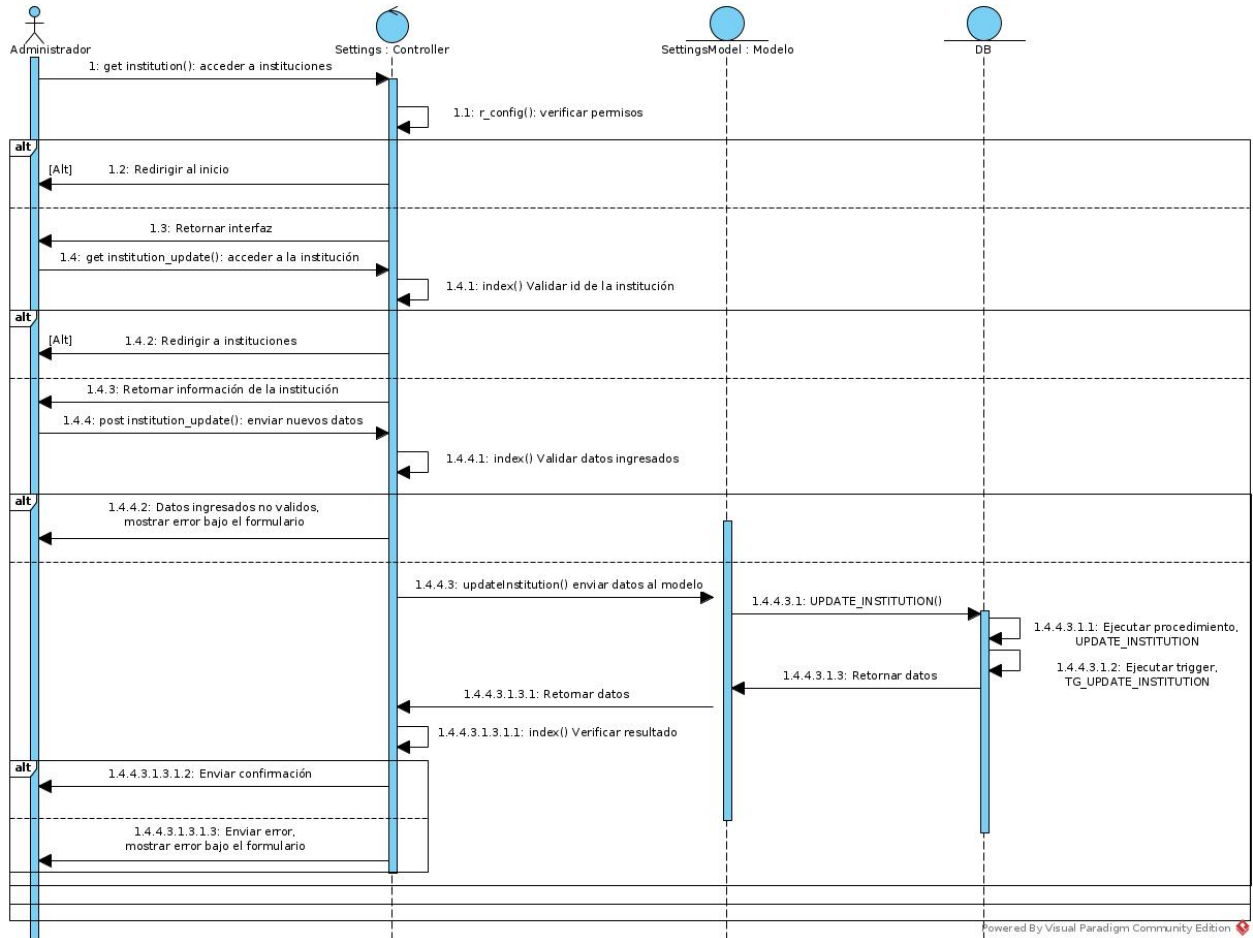 Administrador
Settings : Controller
SettingsModel : Modelo
DB
1: get institution(): acceder a instituciones
1.1: r_config(): verificar permisos
alt
[Alt]
1.2: Redirigir al inicio
1.3: Retornar interfaz
1.4: get institution_update(): acceder a la institución
1.4.1: index() Validar id de la institución
alt
[Alt]
1.4.2: Redirigir a instituciones
1.4.3: Retornar información de la institución
1.4.4: post institution_update(): enviar nuevos datos
1.4.4.1: index() Validar datos ingresados
alt
1.4.4.2: Datos ingresados no validos,
mostrar error bajo el formulario
1.4.4.3: updateInstitution() enviar datos al modelo
1.4.4.3.1: UPDATE_INSTITUTION()
1.4.4.3.1.1: Ejecutar procedimiento,
UPDATE_INSTITUTION
1.4.4.3.1.2: Ejecutar trigger,
TG_UPDATE_INSTITUTION
1.4.4.3.1.3: Retornar datos
1.4.4.3.1.3.1: Retornar datos
1.4.4.3.1.3.1.1: index() Verificar resultado
alt
1.4.4.3.1.3.1.2: Enviar confirmación
1.4.4.3.1.3.1.3: Enviar error,
mostrar error bajo el formulario
Powered By Visual Paradigm Community Edition